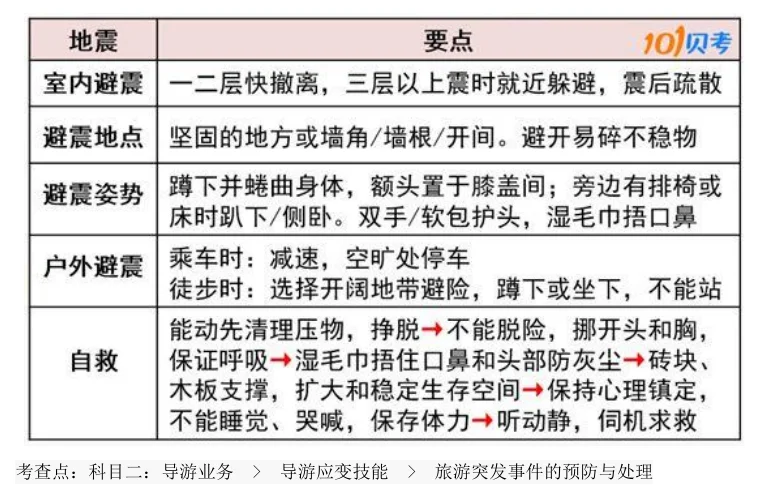 地震
要点
101贝考
室内避震
一二层快撤离，三层以上震时就近躲避，震后疏散
避震地点
坚固的地方或墙角/墙根/开间。避开易碎不稳物
避震姿势
蹲下并蜷曲身体，额头置于膝盖间；旁边有排椅或
床时趴下/侧卧。双手/软包护头，湿毛巾捂口鼻
户外避震
乘车时：减速，空旷处停车
徒步时：选择开阔地带避险，蹲下或坐下，不能站
自救
能动先清理压物，挣脱→不能脱险，挪开头和胸，
保证呼吸→湿毛巾捂住口鼻和头部防灰尘→砖块、
木板支撑，扩大和稳定生存空间→保持心理镇定，
不能睡觉、哭喊，保存体力→听动静，伺机求救
考查点：科目二：导游业务 > 导游应变技能 > 旅游突发事件的预防与处理